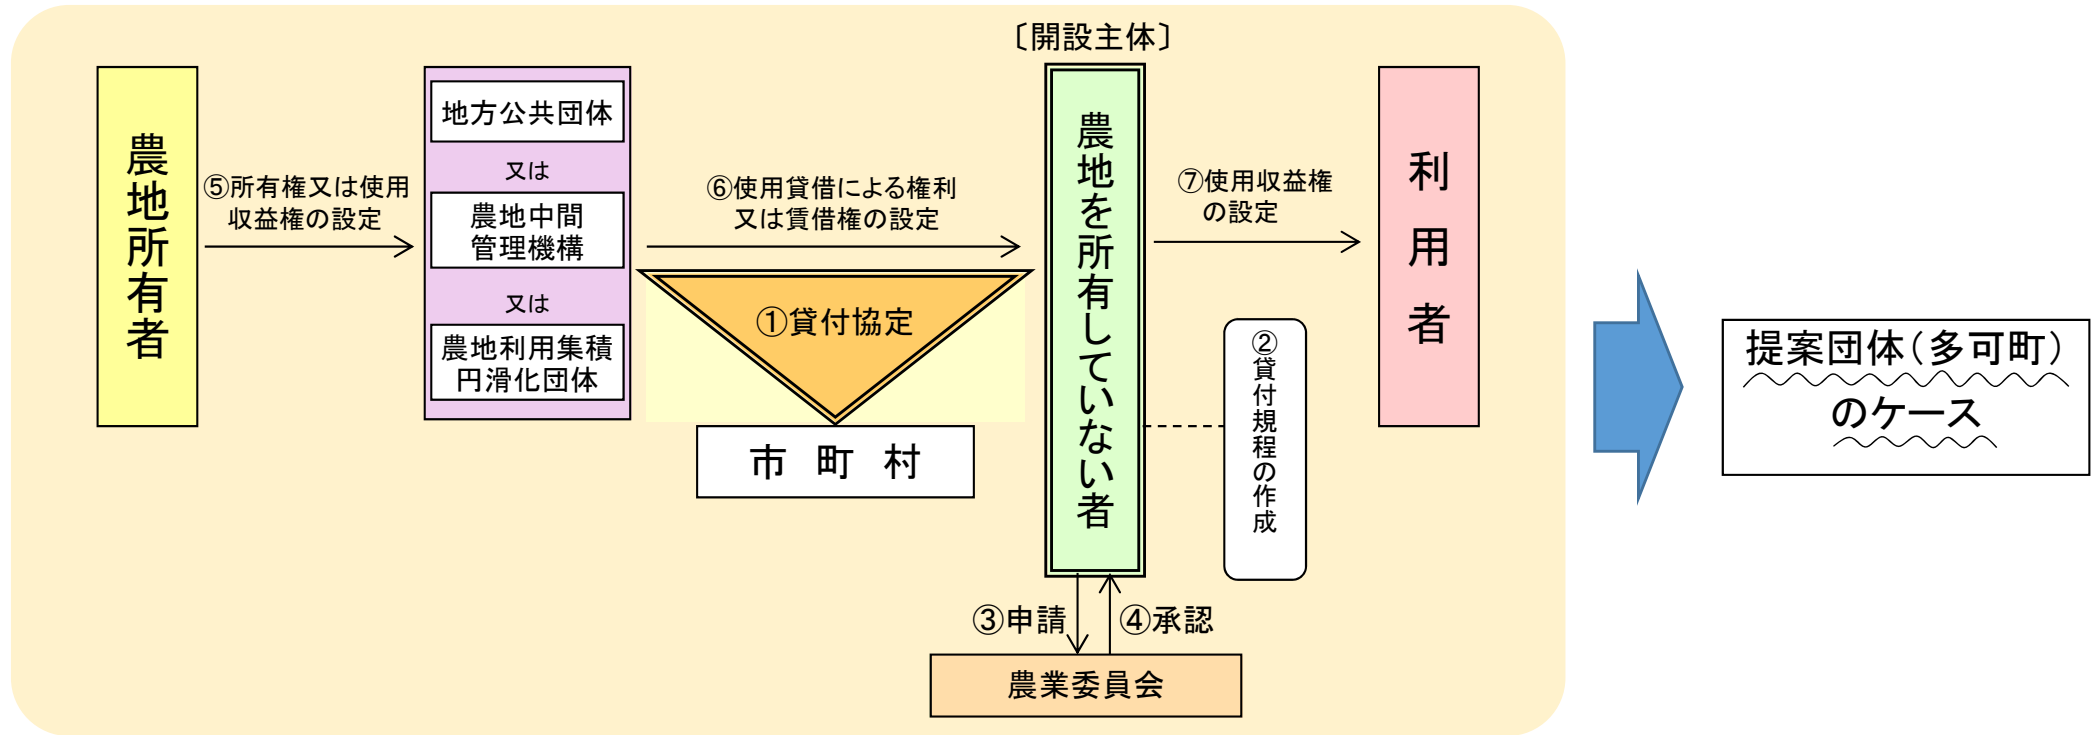 〔開設主体〕
農地所有者
⑤所有権又は使用
収益権の設定
地方公共団体
又は
農地中間
管理機構
又は
農地利用集積
円滑化団体
⑥使用貸借による権利
又は賃借権の設定
①貸付協定
市 町 村
農地を所有していない者
⑦使用収益権
の設定
②貸付規程の作成
利用者
③申請
④承認
農業委員会
提案団体(多可町)
のケース